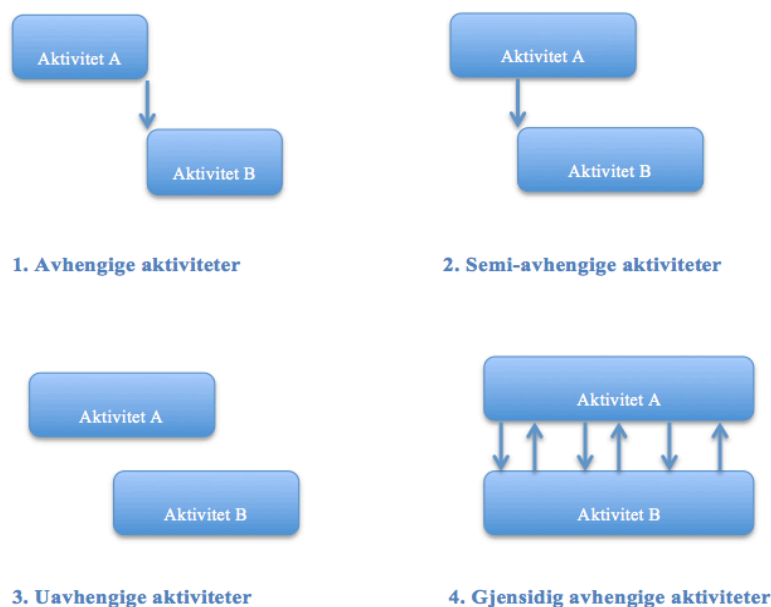 Aktivitet A
Aktivitet B
1. Avhengige aktiviteter
Aktivitet A
Aktivitet B
2. Semi-avhengige aktiviteter
Aktivitet A
Aktivitet B
3. Uavhengige aktiviteter
Aktivitet A
Aktivitet B
4. Gjensidig avhengige aktiviteter